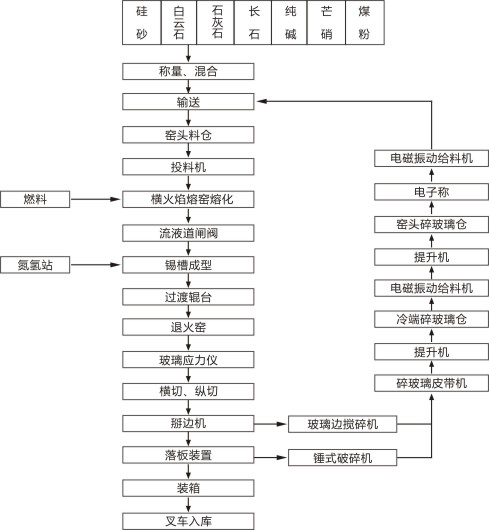 硅砂
白云石
石灰石
长石
纯碱
芒硝
煤粉
称量、混合
输送
窑头料仓
投料机
燃料
横火焰熔窑熔化
流液道闸阀
氮氢站
锡槽成型
过渡辊台
退火窑
玻璃应力仪
横切、纵切
掰边机
落板装置
装箱
叉车入库
电磁振动给料机
电子称
窑头碎玻璃仓
提升机
电磁振动给料机
冷端碎玻璃仓
提升机
碎玻璃皮带机
玻璃边搅碎机
锤式破碎机